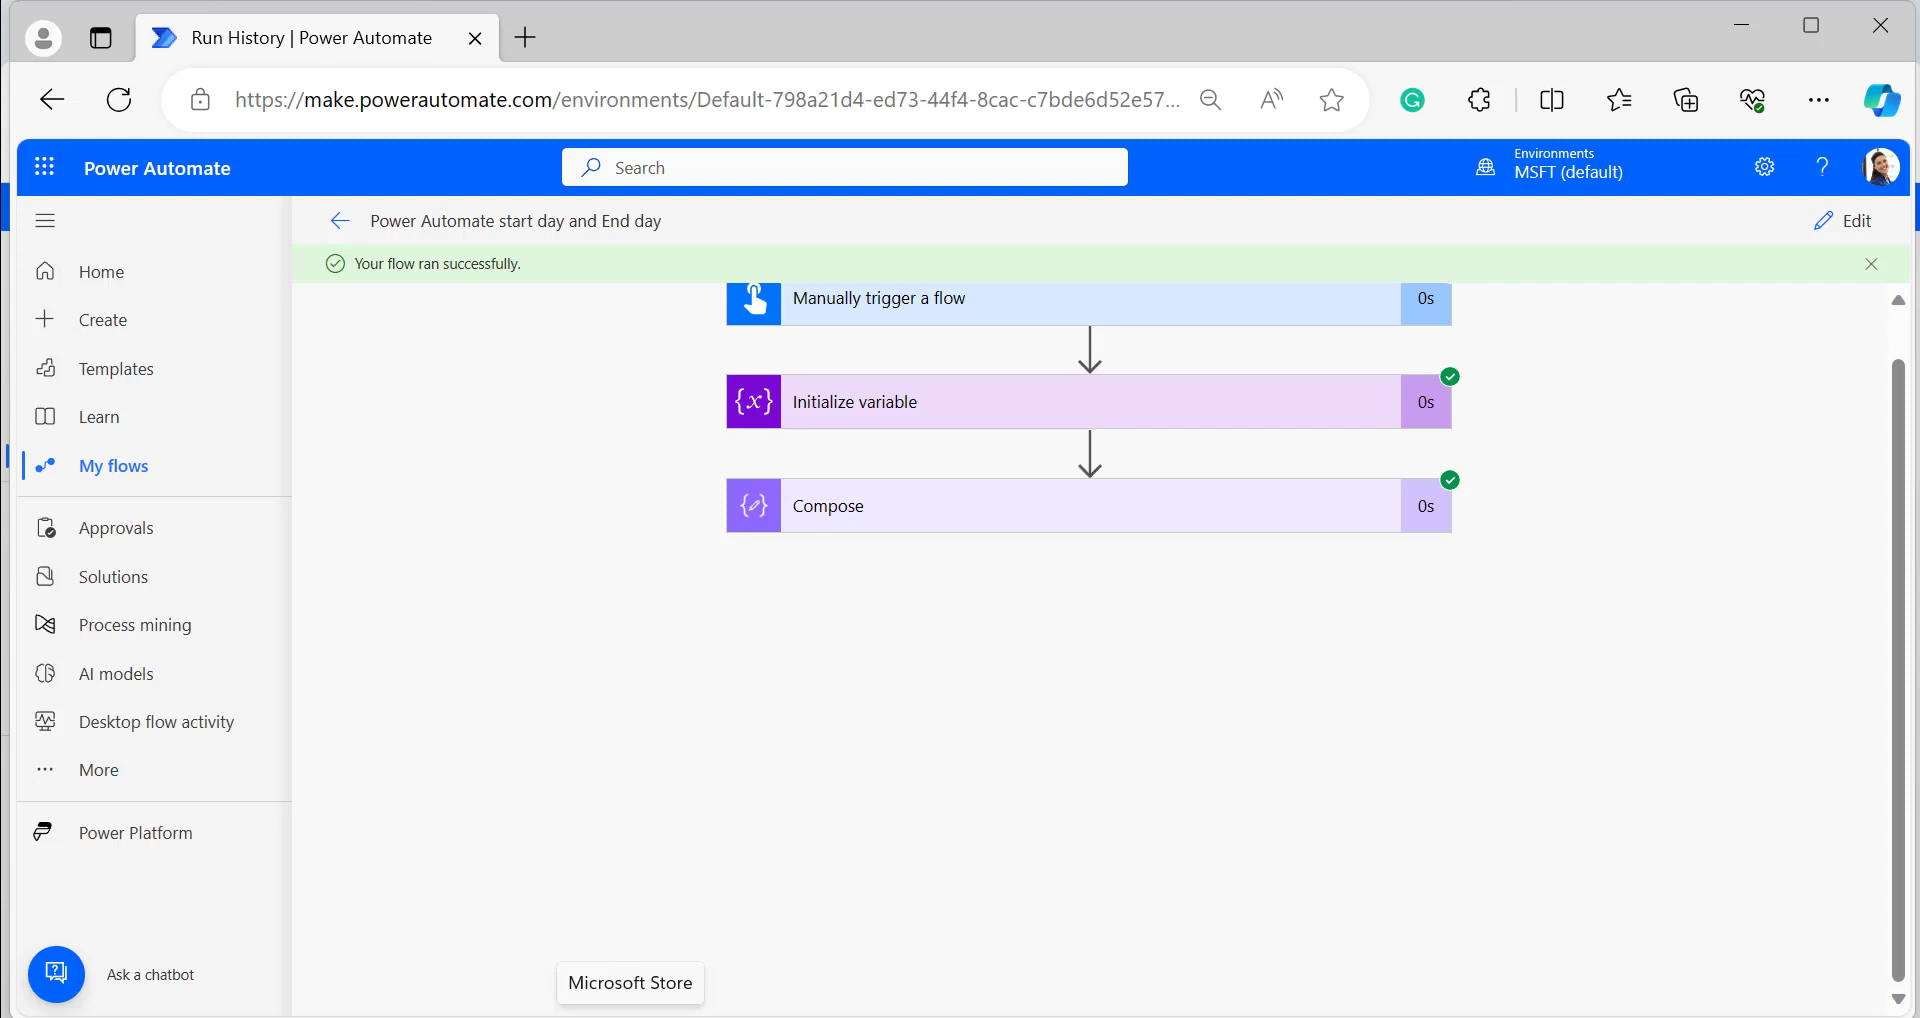 Run History | Power Automate
https://make.powerautomate.com/environments/Default-798a21d4-ed73-44f4-8cac-c7bde6d52e57...
Power Automate
Search
Environments
MSFT (default)
Power Automate start day and End day
Edit
Your flow ran successfully.
Home
Create
Templates
Learn
My flows
Approvals
Solutions
Process mining
AI models
Desktop flow activity
More
Power Platform
Ask a chatbot
Manually trigger a flow
0s
Initialize variable
0s
Compose
0s
Microsoft Store